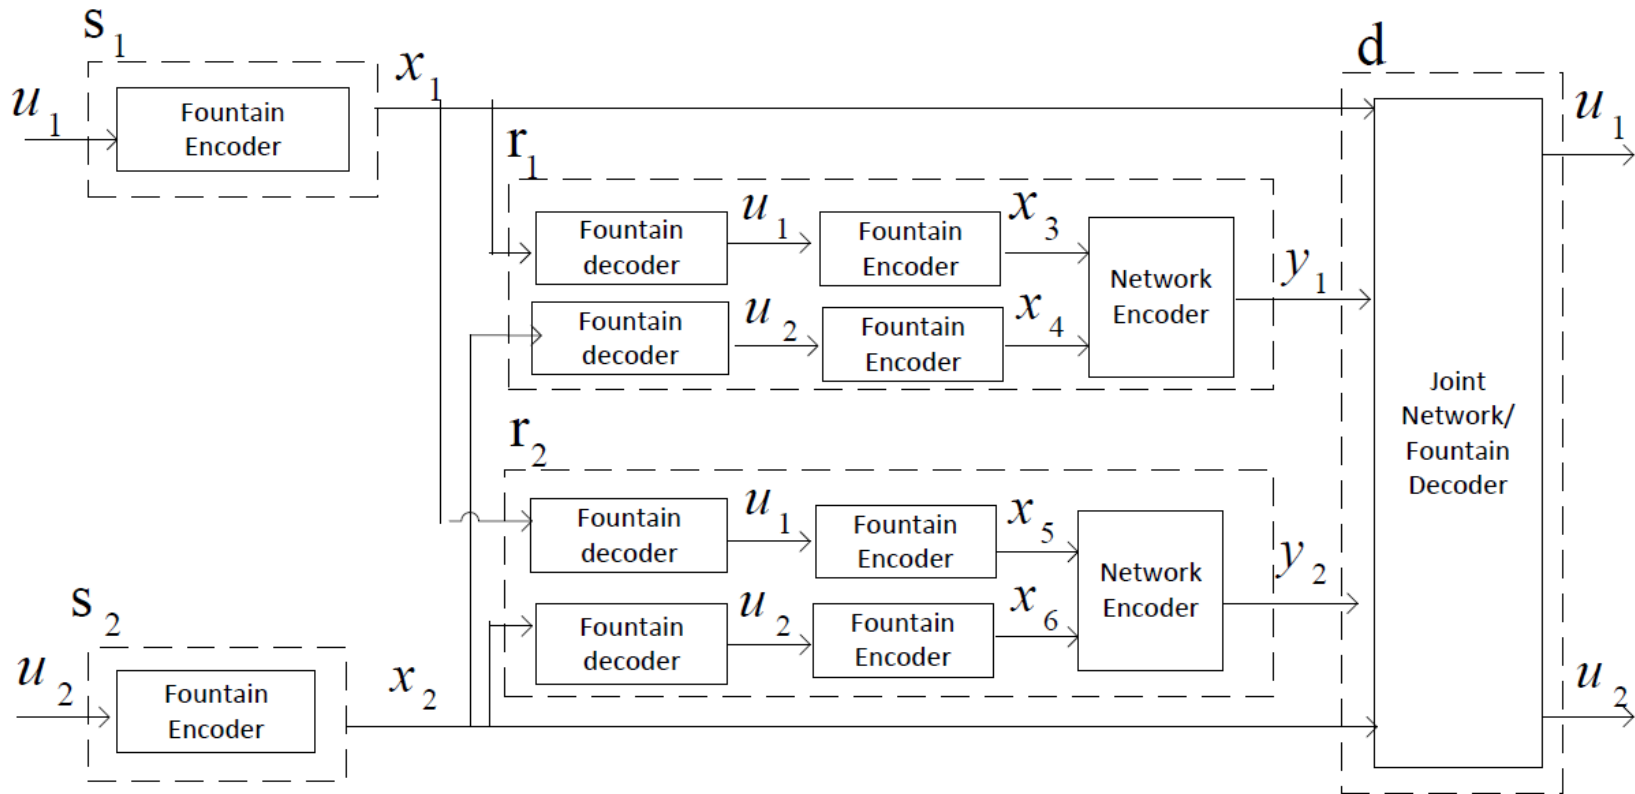 s1
u1
Fountain
Encoder
x1
r1
Fountain
decoder
u1
Fountain
Encoder
x3
Fountain
decoder
u2
Fountain
Encoder
x4
Network
Encoder
y1
r2
Fountain
decoder
u1
Fountain
Encoder
x5
Fountain
decoder
u2
Fountain
Encoder
x6
Network
Encoder
y2
s2
u2
Fountain
Encoder
x2
d
Joint
Network/
Fountain
Decoder
u1
u2